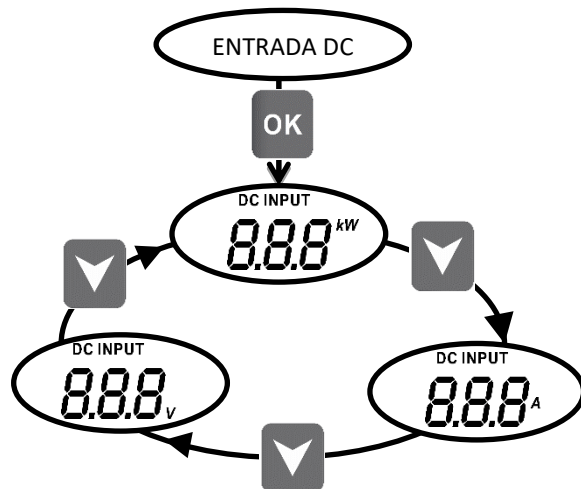 ENTRADA DC
OK
DC INPUT
8.8.8 kW
DC INPUT
8.8.8 V
DC INPUT
8.8.8 A